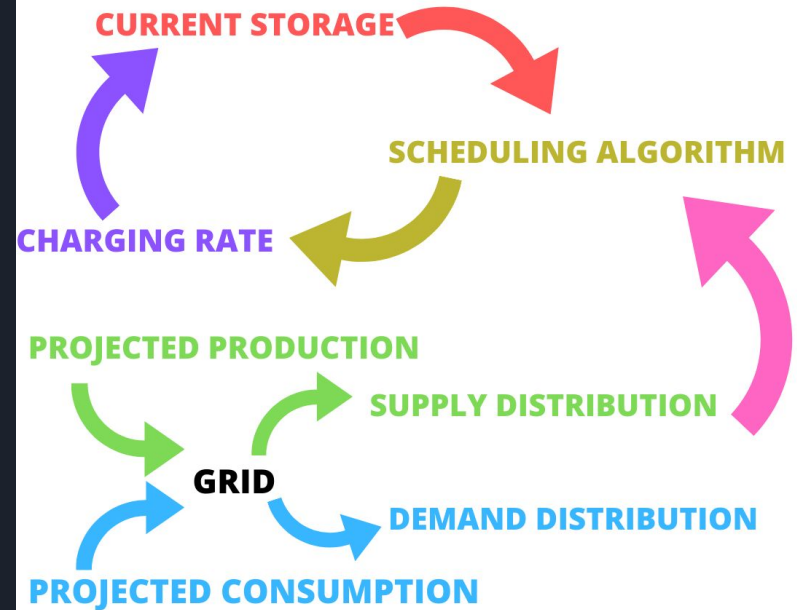 CURRENT STORAGE
SCHEDULING ALGORITHM
CHARGING RATE
PROJECTED PRODUCTION
SUPPLY DISTRIBUTION
GRID
DEMAND DISTRIBUTION
PROJECTED CONSUMPTION